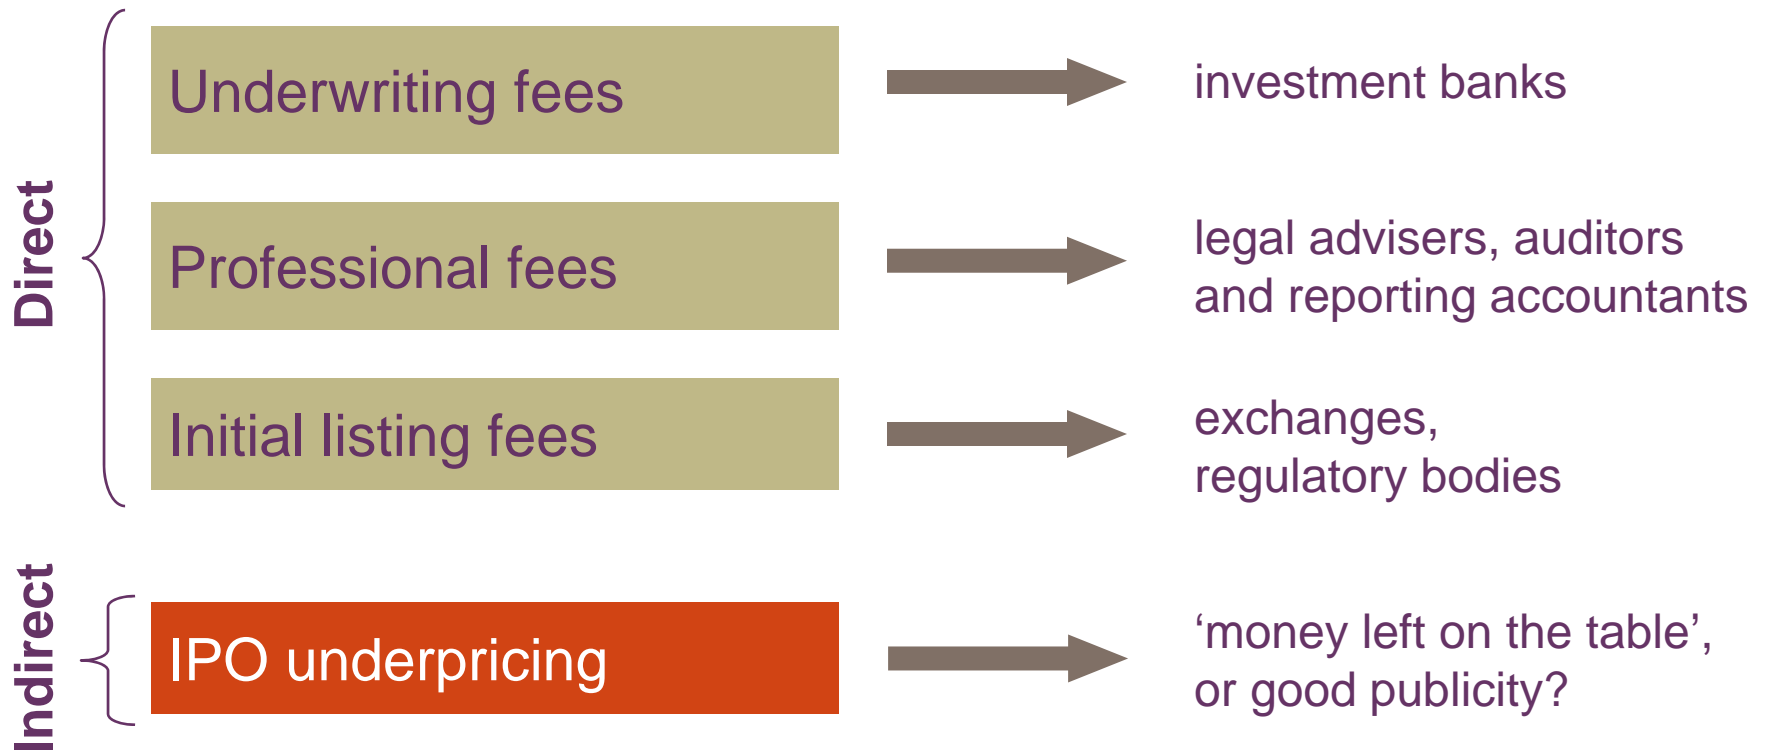 Direct
Underwriting fees
investment banks
Professional fees
legal advisers, auditors
and reporting accountants
Initial listing fees
exchanges,
regulatory bodies
Indirect
IPO underpricing
‘money left on the table’,
or good publicity?